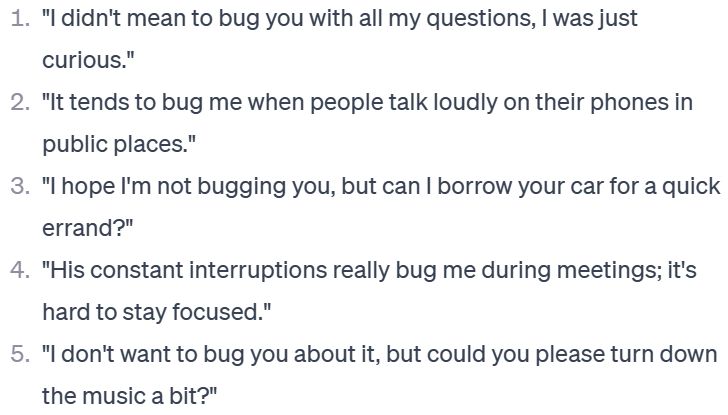 1. "I didn't mean to bug you with all my questions, I was just
curious."
2. "It tends to bug me when people talk loudly on their phones in
public places."
3. "I hope I'm not bugging you, but can I borrow your car for a quick
errand?"
4. "His constant interruptions really bug me during meetings; it's
hard to stay focused."
5. "I don't want to bug you about it, but could you please turn down
the music a bit?"